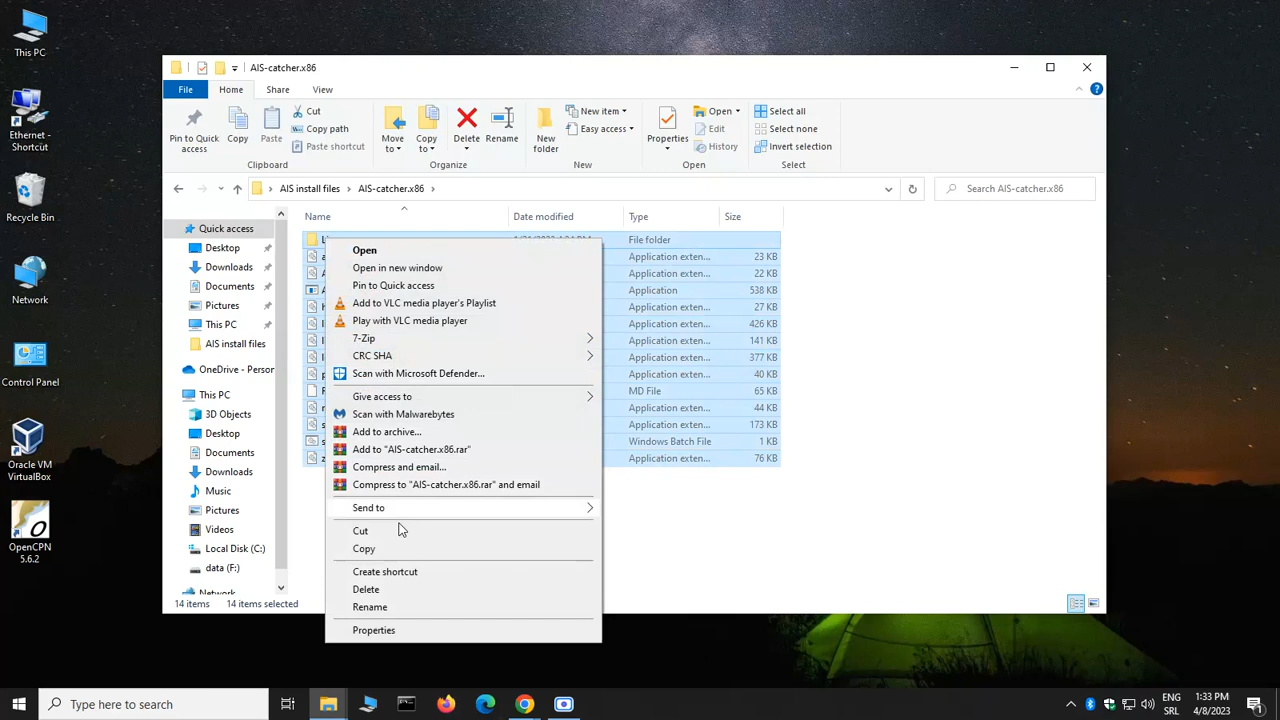 This PC
Ethernet -
Shortcut
Recycle Bin
Network
Control Panel
Oracle VM
VirtualBox
OpenCPN
5.6.2
AIS-catcher.x86
File
Home
Share
View
Pin to Quick
access
Copy
Paste
Cut
Copy path
Paste shortcut
Clipboard
Move
to
Copy
to
Delete
Rename
Organize
New
folder
New item
Easy access
New
Properties
Open
Edit
History
Open
Select all
Select none
Invert selection
Select
AIS install files
AIS-catcher.x86
Search AIS-catcher.x86
Quick access
Desktop
Downloads
Documents
Pictures
This PC
AIS install files
OneDrive - Person
This PC
3D Objects
Desktop
Documents
Downloads
Music
Pictures
Videos
Local Disk (C:)
data (F:)
Name
Date modified
Type
Size
File folder
Application exten... 23 KB
Application exten... 22 KB
Application 538 KB
Application exten... 27 KB
Application exten... 426 KB
Application exten... 141 KB
Application exten... 377 KB
Application exten... 40 KB
MD File 65 KB
Application exten... 44 KB
Application exten... 173 KB
Windows Batch File 1 KB
Application exten... 76 KB
Open
Open in new window
Pin to Quick access
Add to VLC media player's Playlist
Play with VLC media player
7-Zip
CRC SHA
Scan with Microsoft Defender...
Give access to
Scan with Malwarebytes
Add to archive...
Add to "AIS-catcher.x86.rar"
Compress and email...
Compress to "AIS-catcher.x86.rar" and email
Send to
Cut
Copy
Create shortcut
Delete
Rename
Properties
14 items
14 items selected
Type here to search
ENG
SRL
1:33 PM
4/8/2023